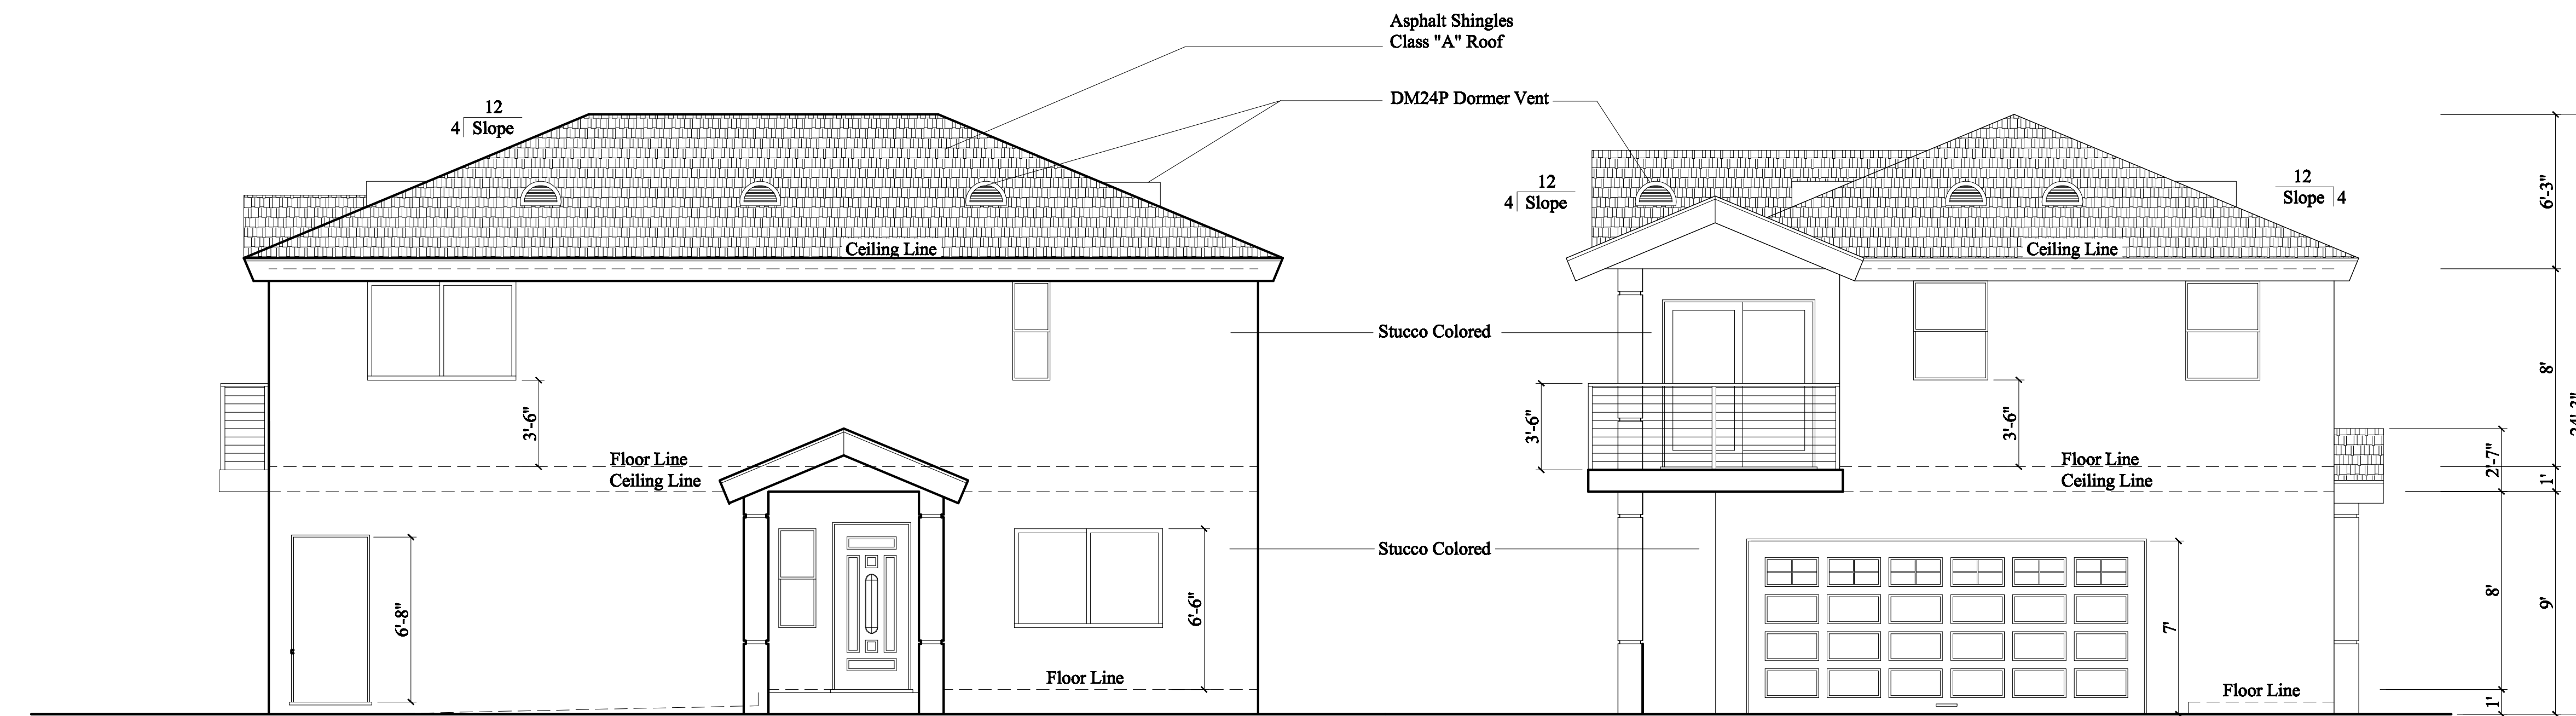 Asphalt Shingles
Class "A" Roof
DM24P Dormer Vent
12
4 Slope
12
4 Slope
12
Slope 4
6'-3"
Ceiling Line
Ceiling Line
Stucco Colored
8'
3'-6"
3'-6"
3'-6"
Floor Line
Ceiling Line
Floor Line
Ceiling Line
2'-7"
1'
Stucco Colored
6'-8"
6'-6"
7'
8'
9'
Floor Line
Floor Line
1'